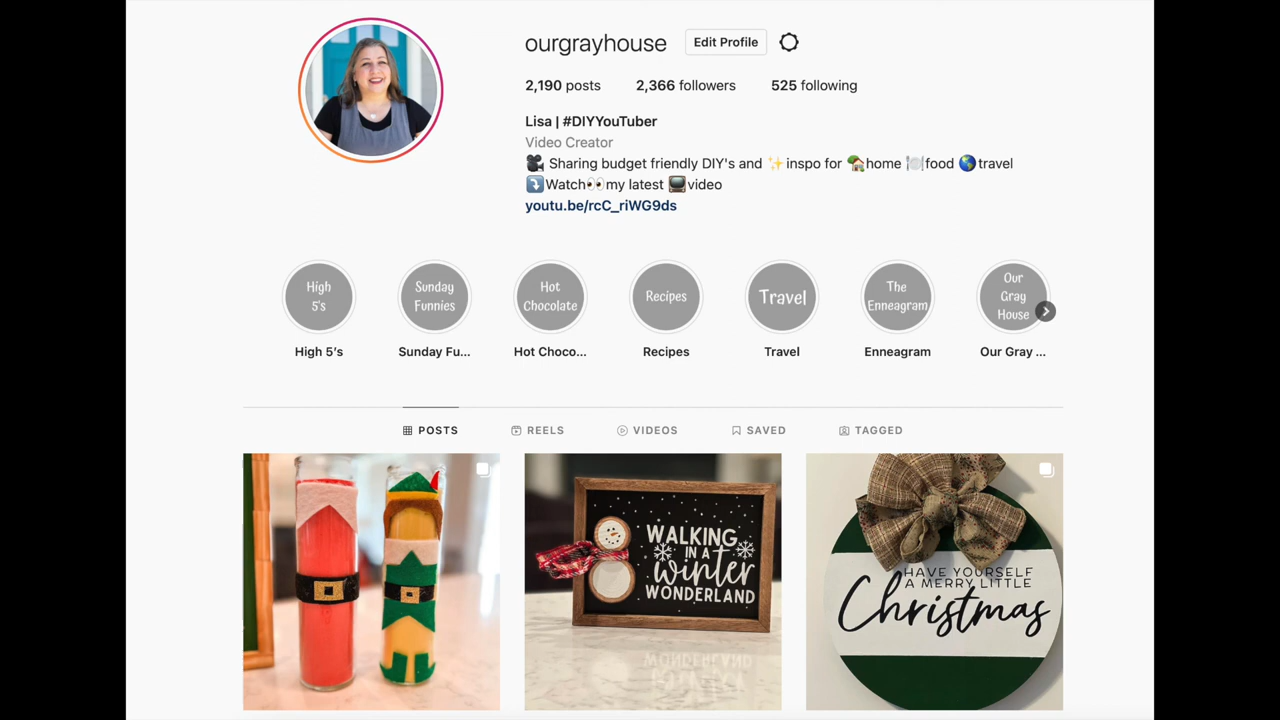 ourgrayhouse
Edit Profile
2,190 posts
2,366 followers
525 following
Lisa | #DIYYouTuber
Video Creator
🎥 Sharing budget friendly DIY's and ✨inspo for 🏡home 🍽️food 🌎travel
⤵️Watch👀my latest 📺video
youtu.be/rcC_riWG9ds
High
5's
Sunday
Funnies
Hot
Chocolate
Recipes
Travel
The
Enneagram
Our
Gray
House
High 5's
Sunday Fu...
Hot Choco...
Recipes
Travel
Enneagram
Our Gray ...
POSTS
REELS
VIDEOS
SAVED
TAGGED
WALKING
IN A
winter
WONDERLAND
HAVE YOURSELF
A MERRY LITTLE
Christmas